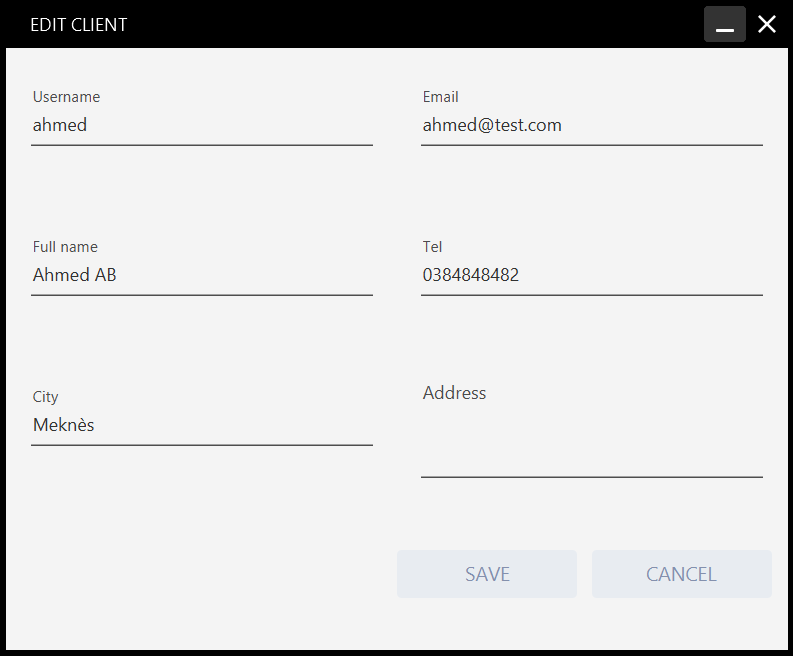 EDIT CLIENT
Username
ahmed
Email
ahmed@test.com
Full name
Ahmed AB
Tel
0384848482
City
Meknès
Address
SAVE
CANCEL